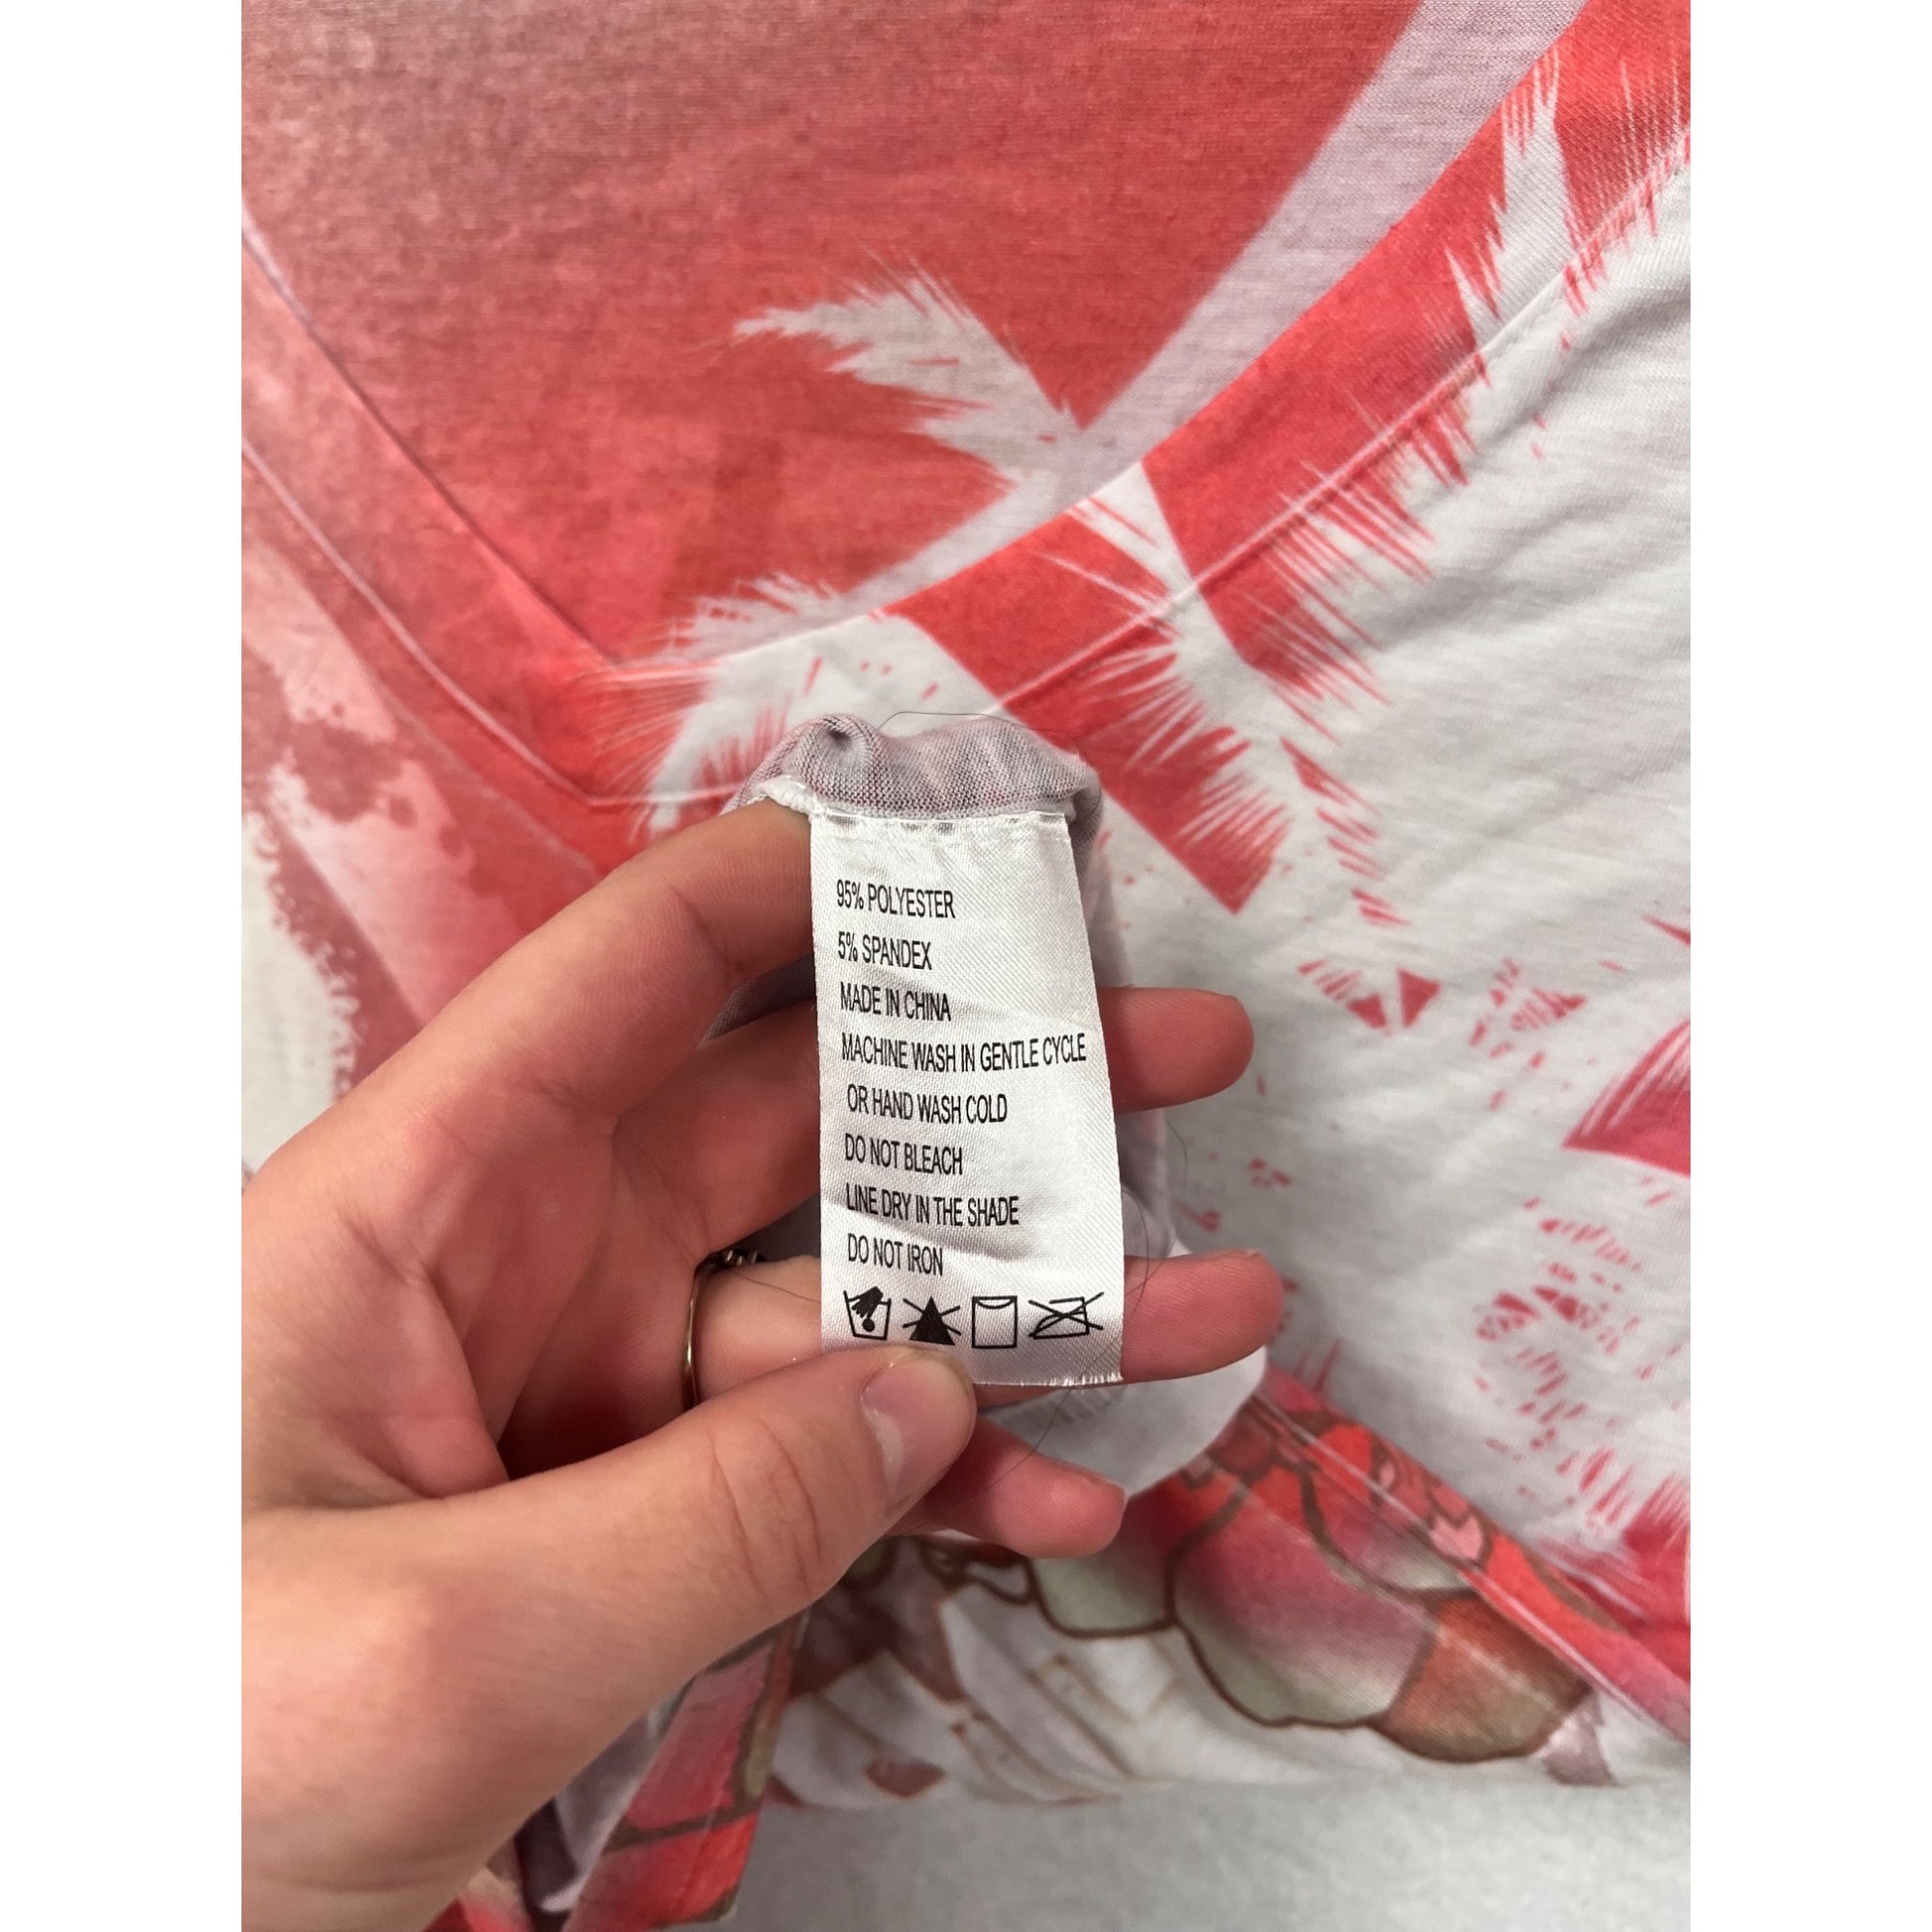 95% POLYESTER
5% SPANDEX
MADE IN CHINA
MACHINE WASH IN GENTLE CYCLE
OR HAND WASH COLD
DO NOT BLEACH
LINE DRY IN THE SHADE
DO NOT IRON